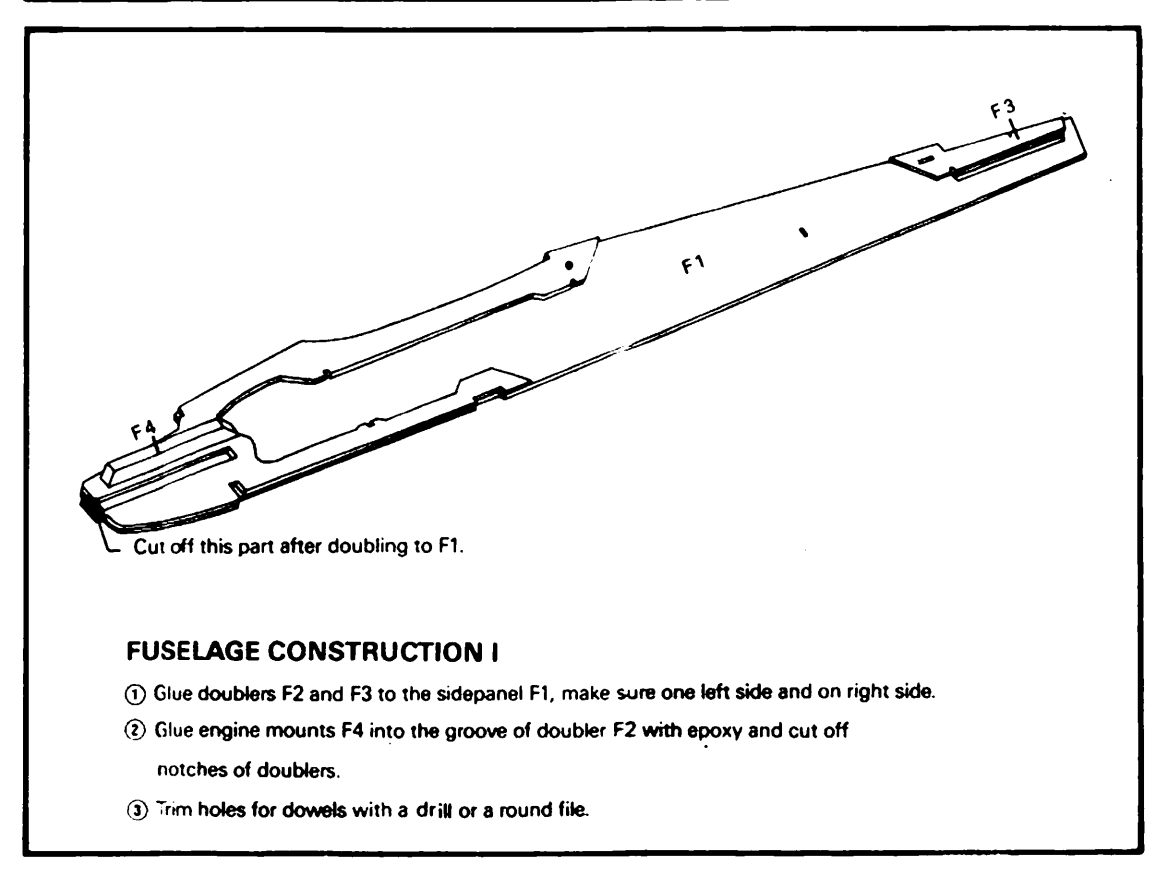 F3
F1
F4
Cut off this part after doubling to F1.
FUSELAGE CONSTRUCTION I
① Glue doublers F2 and F3 to the sidepanel F1, make sure one left side and on right side.
② Glue engine mounts F4 into the groove of doubler F2 with epoxy and cut off
notches of doublers.
③ Trim holes for dowels with a drill or a round file.